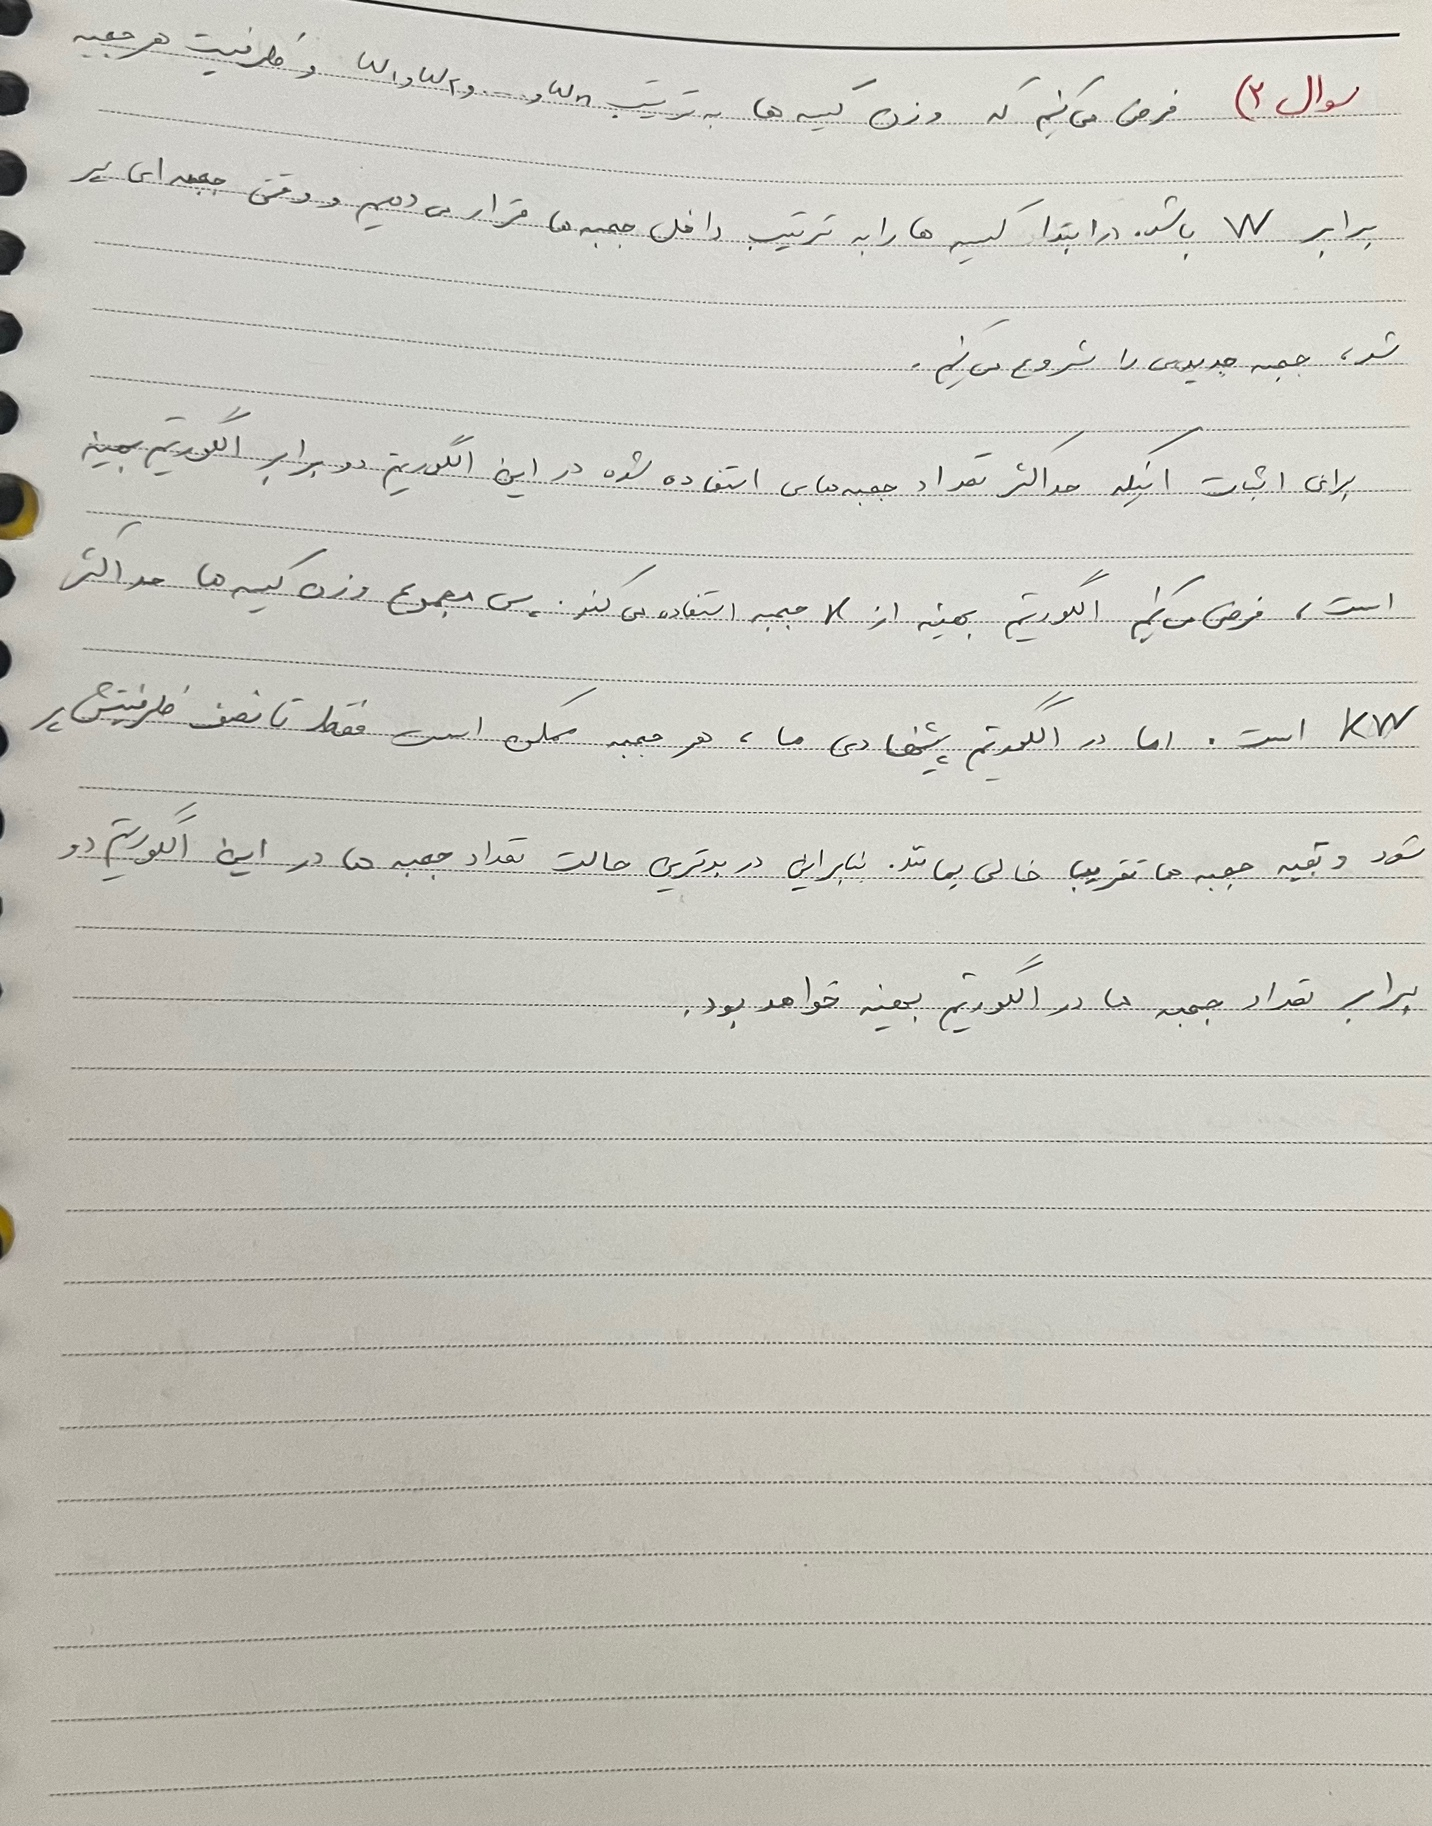 سوال ۲) فرض می‌کنیم که وزن کیسه ها به ترتیب w۱ و w۲ و ... و wn و ظرفیت هر جعبه
برابر W باشد. در ابتدا کیسه ها را به ترتیب داخل جعبه‌ها قرار می‌دهیم و وقتی جعبه‌ای پر
شد، جعبه جدیدی را شروع می‌کنیم.
برای اثبات اینکه حداکثر تعداد جعبه‌های استفاده شده در این الگوریتم دو برابر الگوریتم بهینه
است، فرض می‌کنیم الگوریتم بهینه از K جعبه استفاده می‌کند. پس مجموع وزن کیسه‌ها حداکثر
KW است. اما در الگوریتم پیشنهادی ما، هر جعبه ممکن است فقط تا نصف ظرفیتش پر
شود و بقیه جعبه ها تقریبا خالی بماند. بنابراین در بدترین حالت تعداد جعبه ها در این الگوریتم دو
برابر تعداد جعبه ها در الگوریتم بهینه خواهد بود.